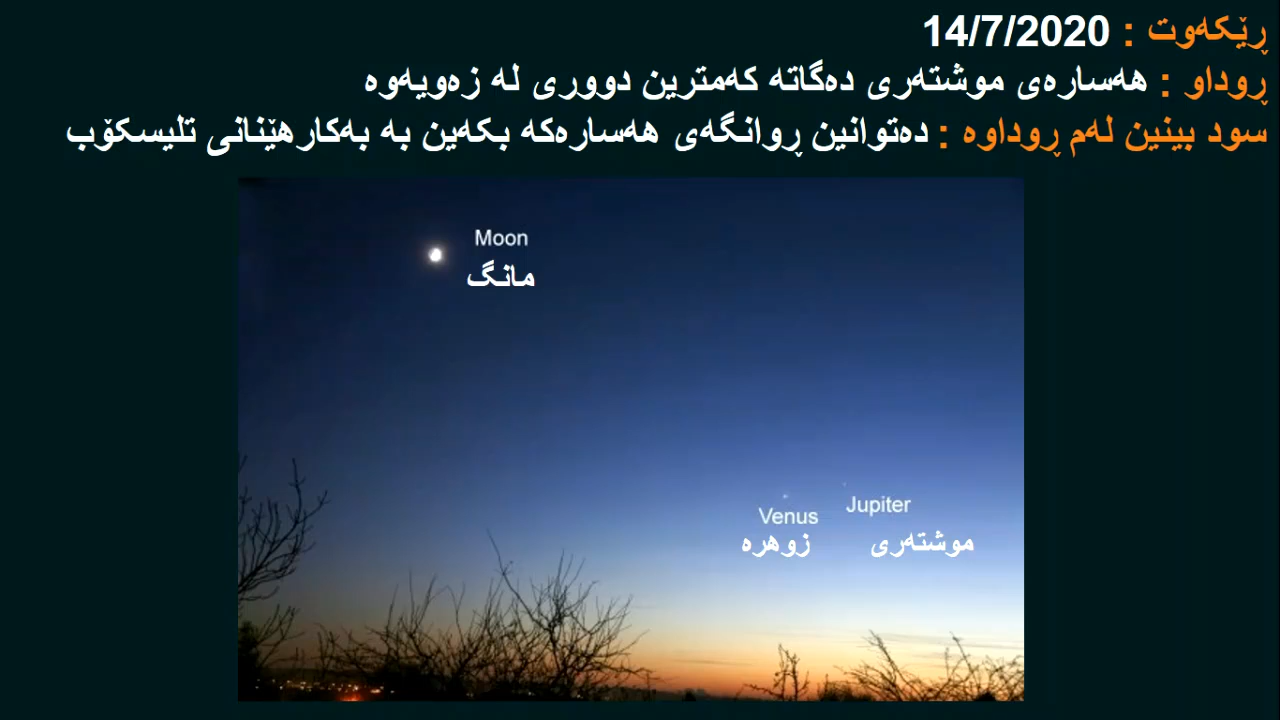 ڕێکەوت : 14/7/2020
ڕوداو : هەسارەی موشتەری دەگاتە کەمترین دووری لە زەویەوە
سود بینین لەم ڕوداوە : دەتوانین ڕوانگەی هەسارەکە بکەین بە بەکارهێنانی تلیسکۆب
Moon
مانگ
Jupiter
Venus
موشتەری
زوهرە